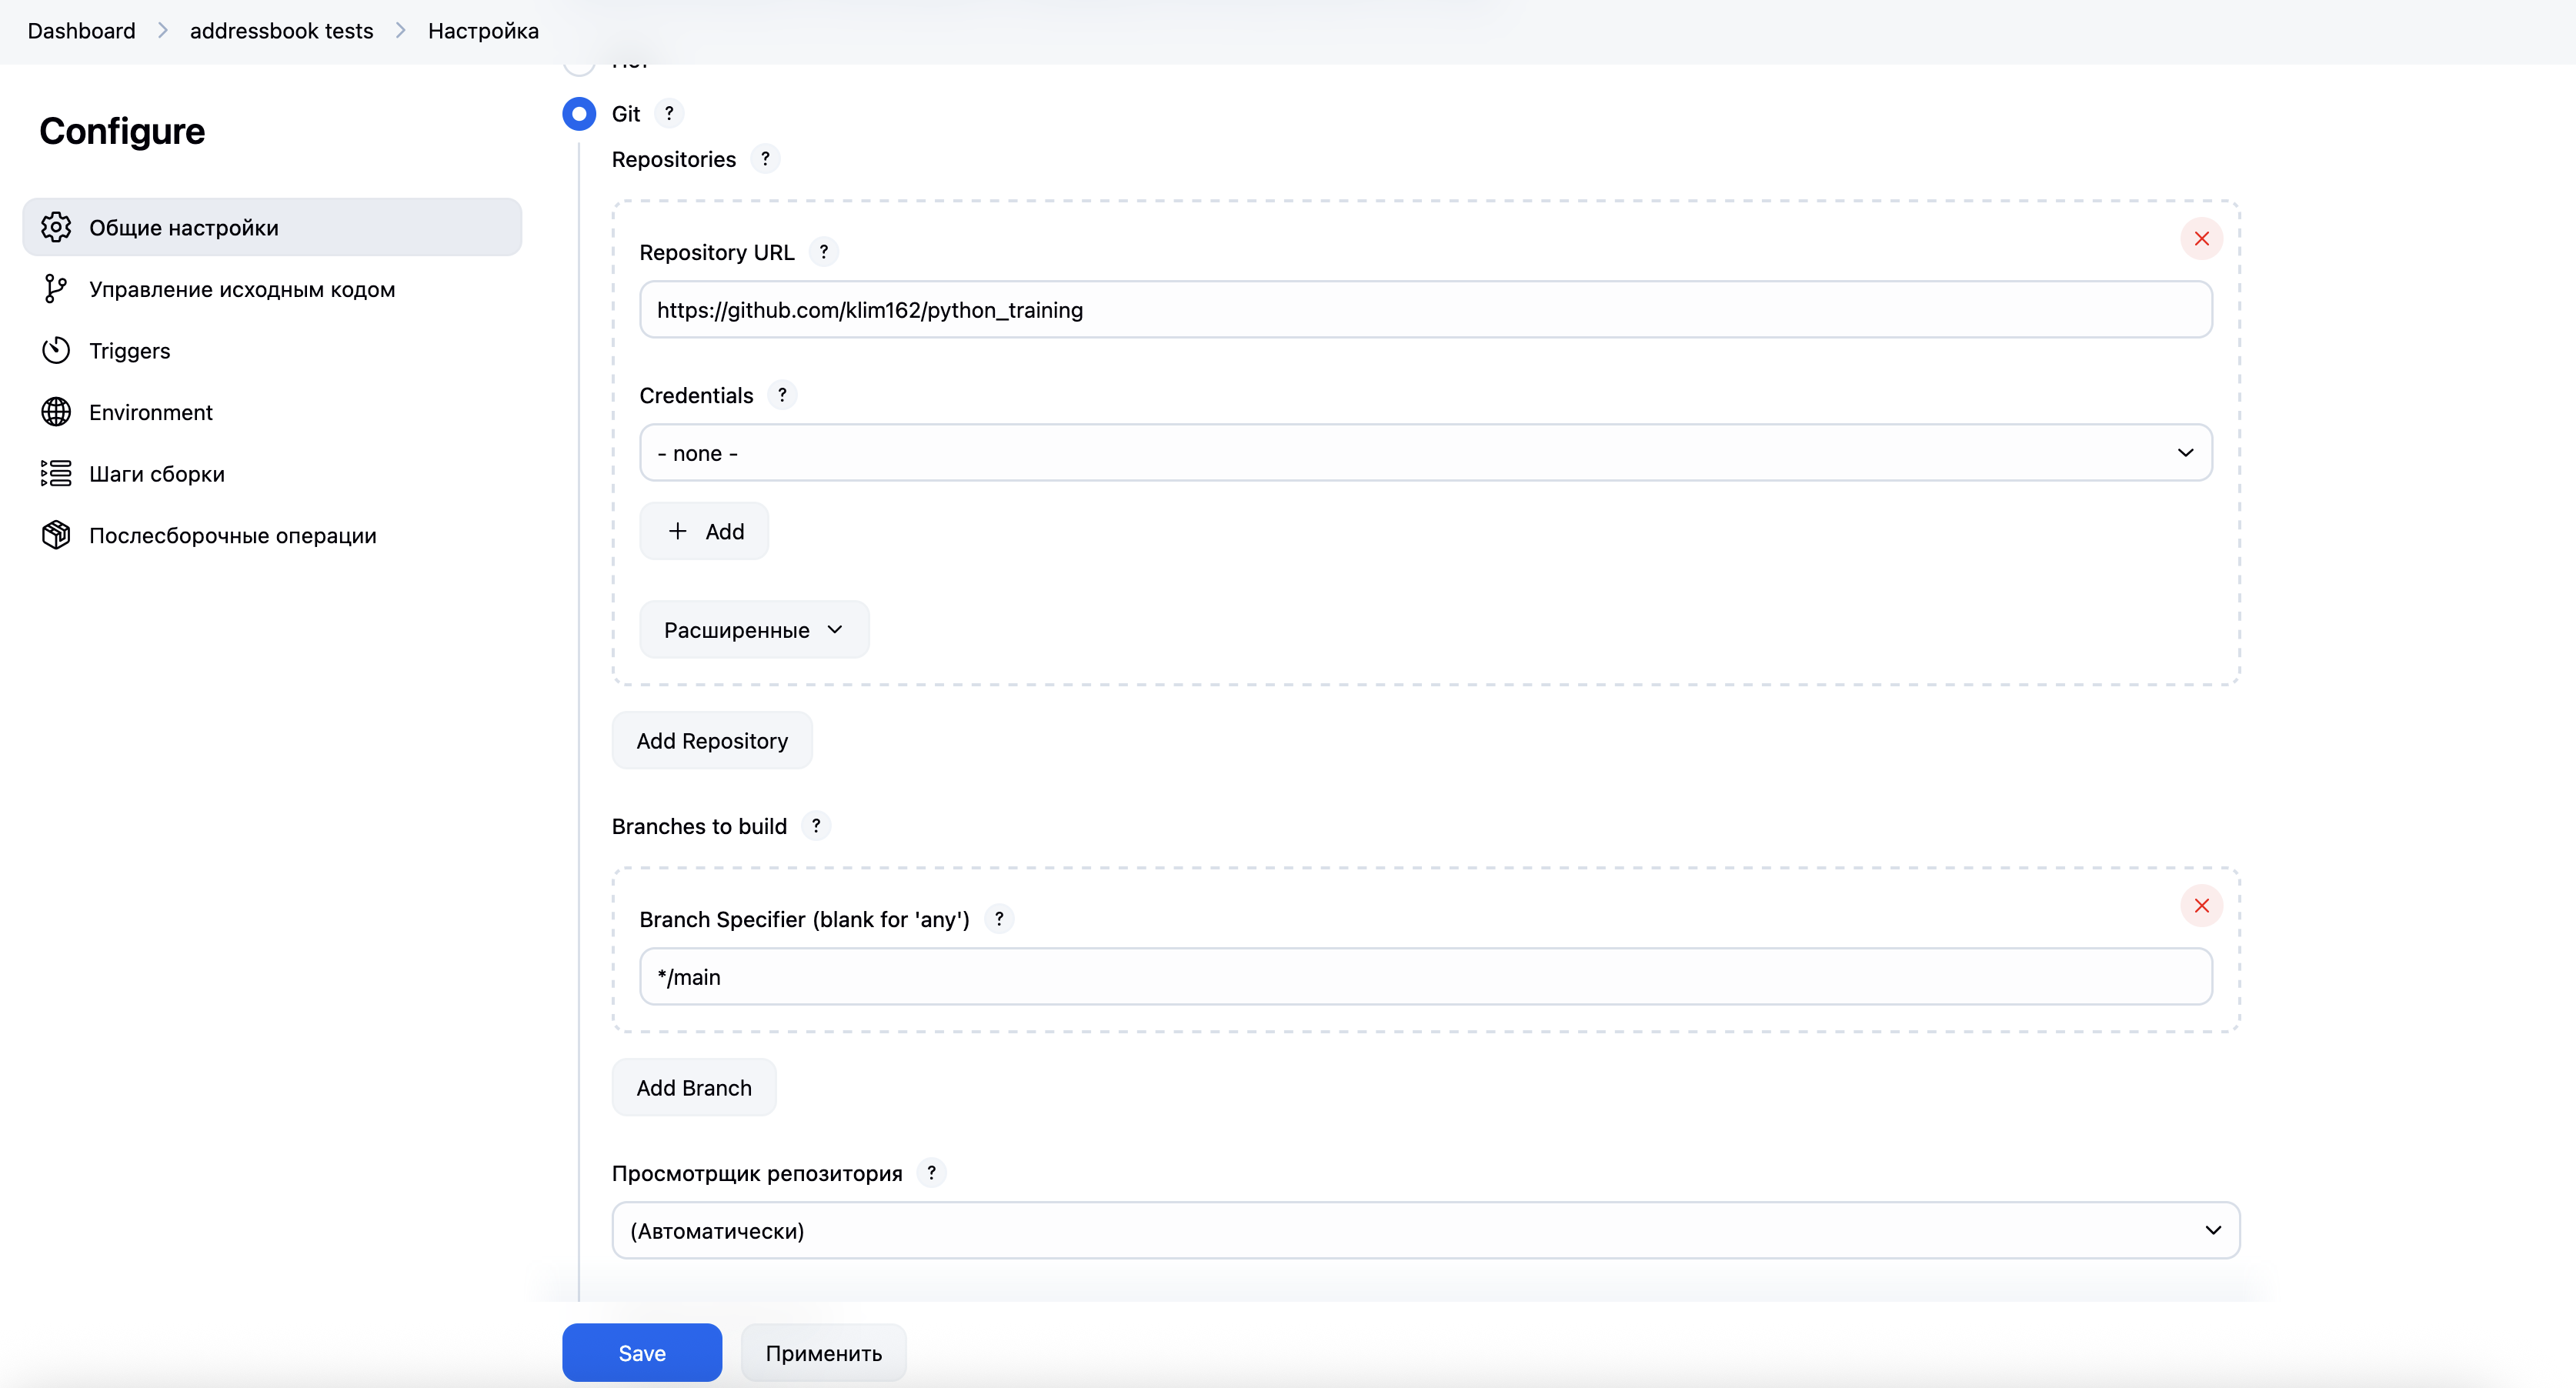 Dashboard > addressbook tests > Настройка
Configure
Общие настройки
Управление исходным кодом
Triggers
Environment
Шаги сборки
Послесборочные операции
Git ?
Repositories ?
Repository URL ?
https://github.com/klim162/python_training
Credentials ?
- none -
+ Add
Расширенные
Add Repository
Branches to build ?
Branch Specifier (blank for 'any') ?
*/main
Add Branch
Просмотрщик репозитория ?
(Автоматически)
Save
Применить